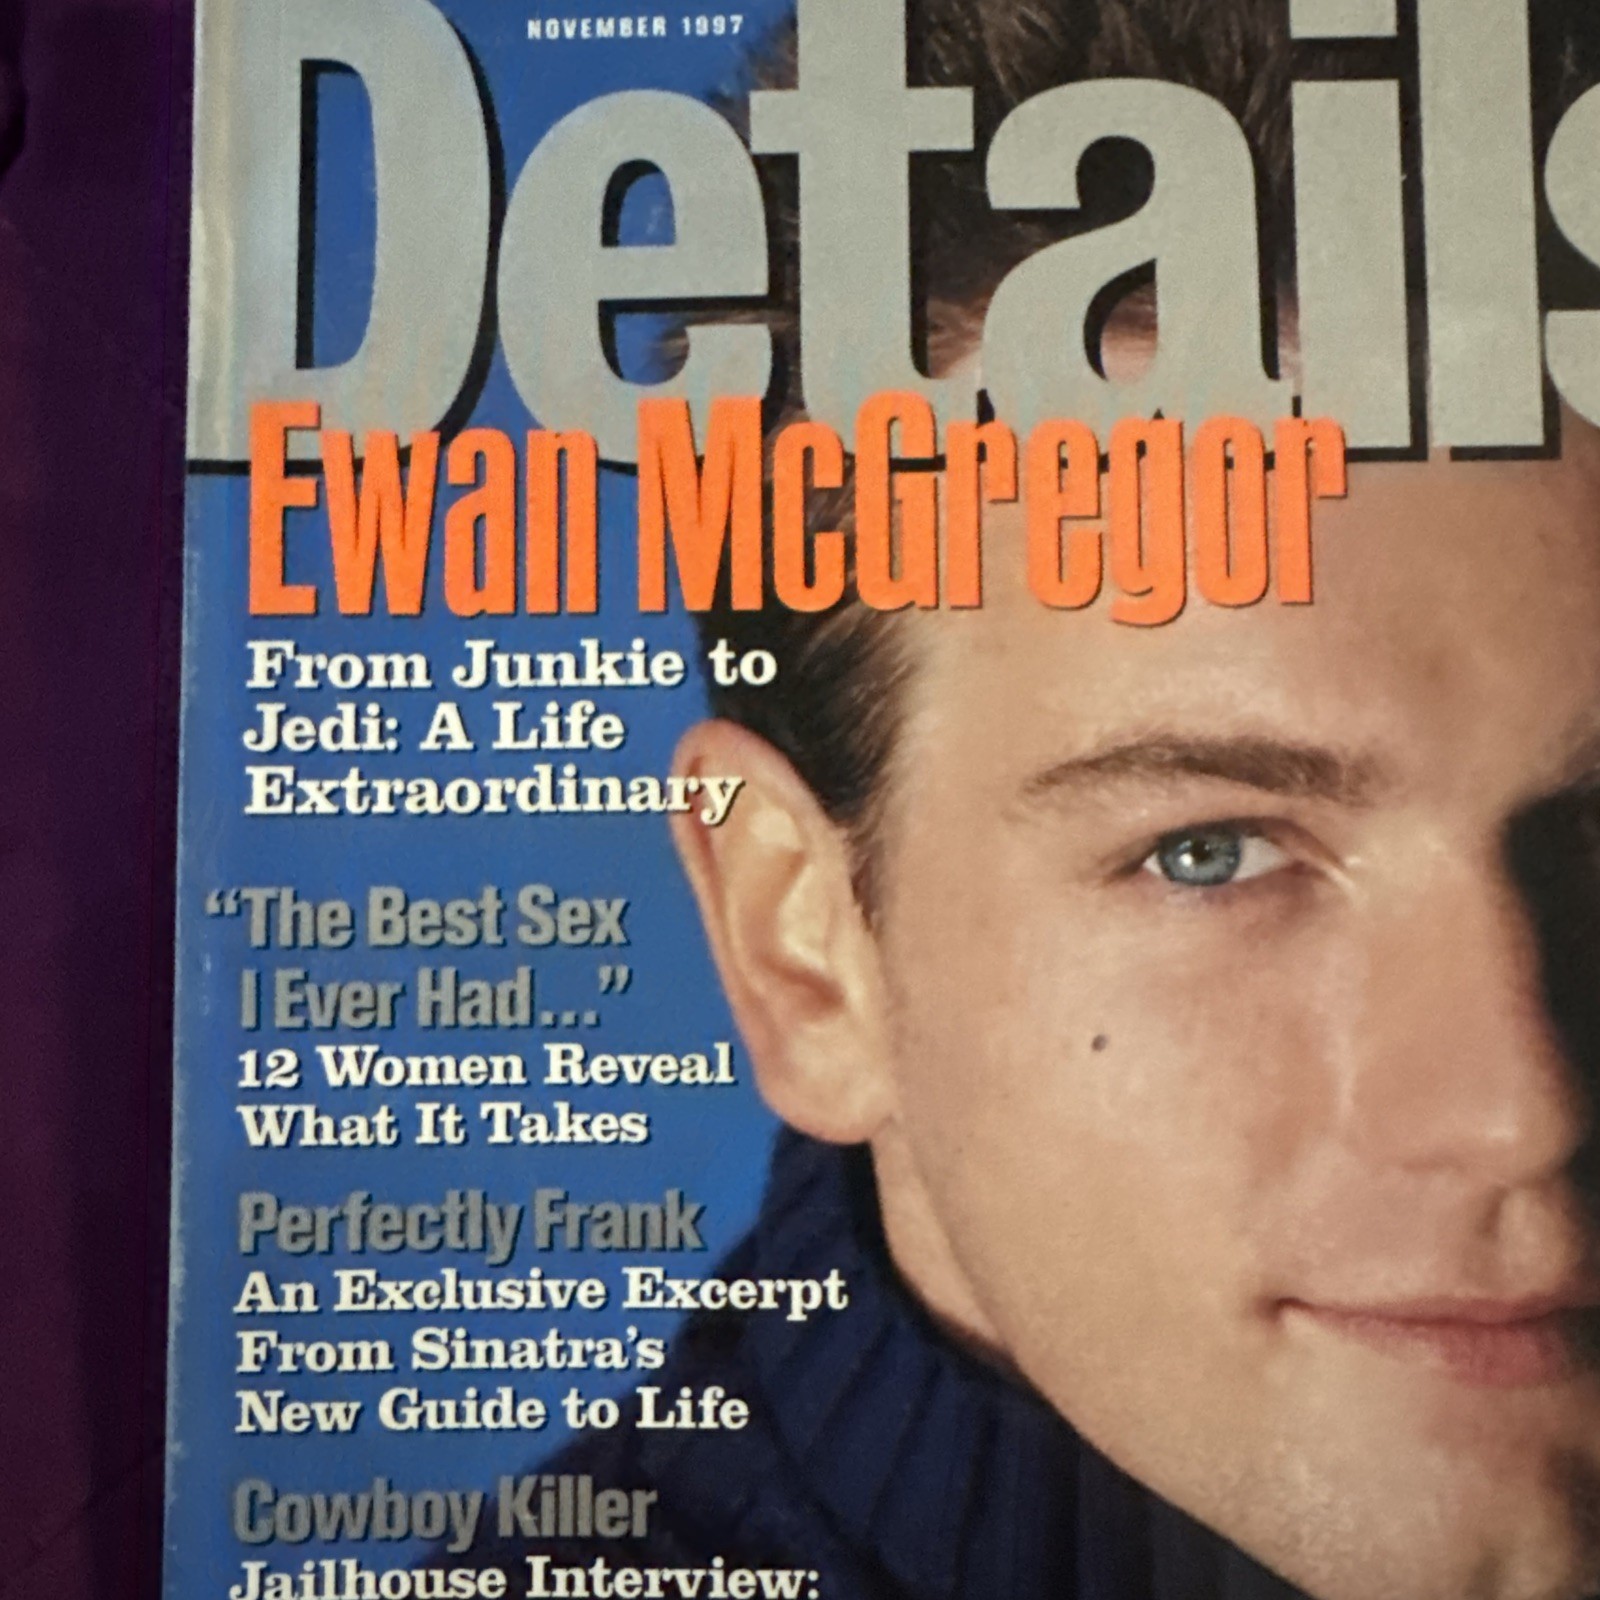 NOVEMBER 1997
Details
Ewan McGregor
From Junkie to
Jedi: A Life
Extraordinary
“The Best Sex
I Ever Had...”
12 Women Reveal
What It Takes
Perfectly Frank
An Exclusive Excerpt
From Sinatra’s
New Guide to Life
Cowboy Killer
Jailhouse Interview: